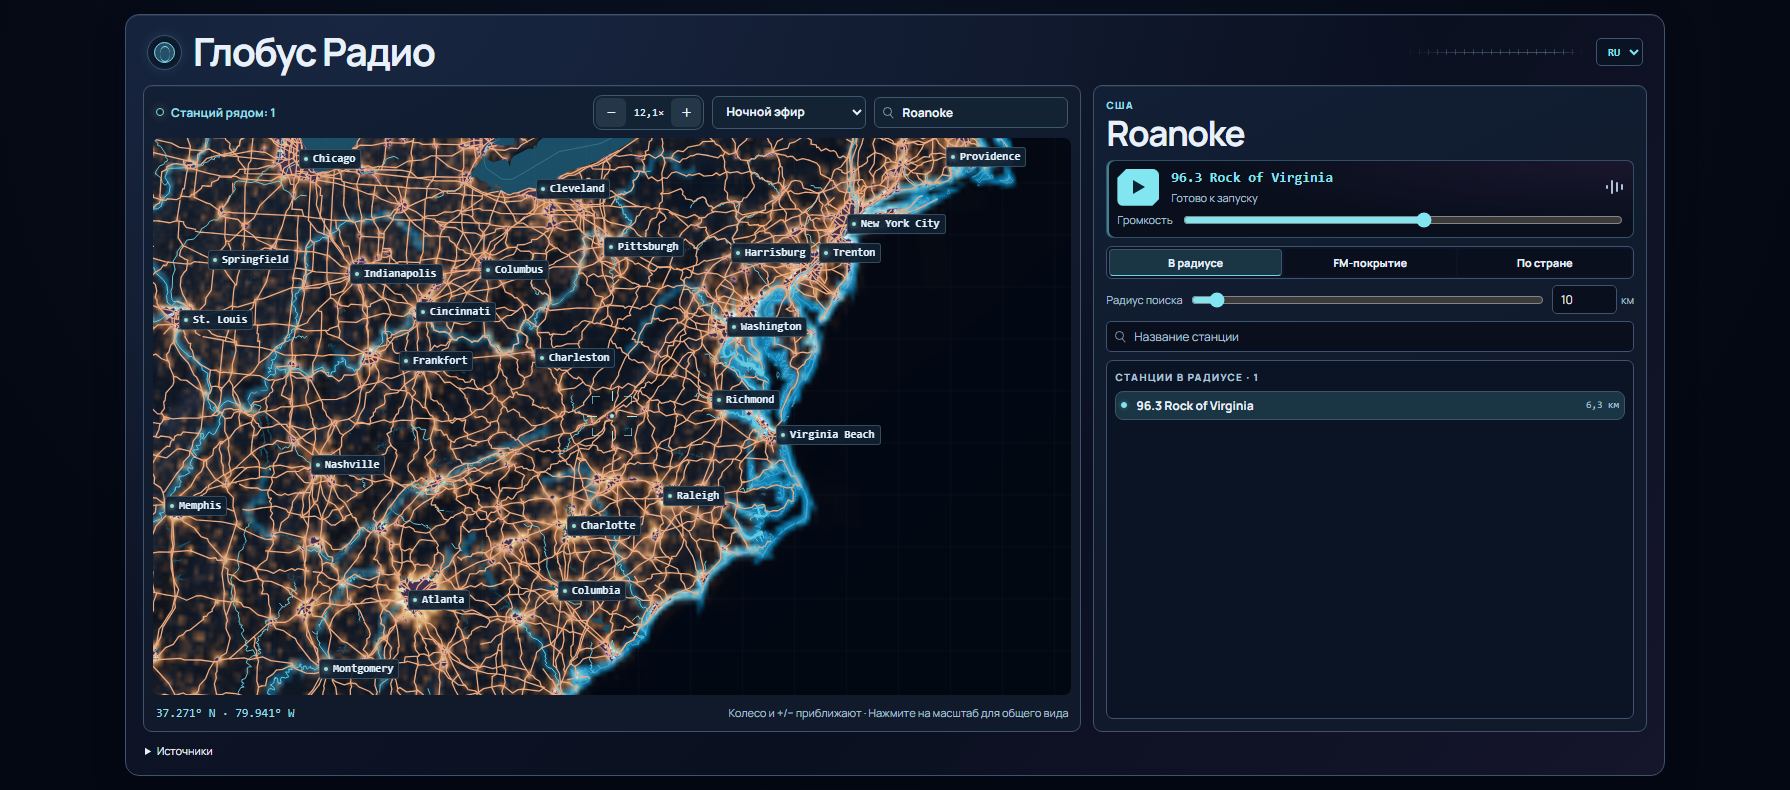 Глобус Радио
RU
Станций рядом: 1
−
12,1×
+
Ночной эфир
Roanoke
Chicago
Providence
Cleveland
New York City
Pittsburgh
Harrisburg
Trenton
Springfield
Indianapolis
Columbus
Cincinnati
St. Louis
Washington
Frankfort
Charleston
Richmond
Virginia Beach
Nashville
Raleigh
Memphis
Charlotte
Columbia
Atlanta
Montgomery
37.271° N · 79.941° W
Колесо и +/− приближают · Нажмите на масштаб для общего вида
США
Roanoke
96.3 Rock of Virginia
Готово к запуску
Громкость
В радиусе
FM-покрытие
По стране
Радиус поиска
10
км
Название станции
СТАНЦИИ В РАДИУСЕ · 1
96.3 Rock of Virginia
6,3 км
Источники